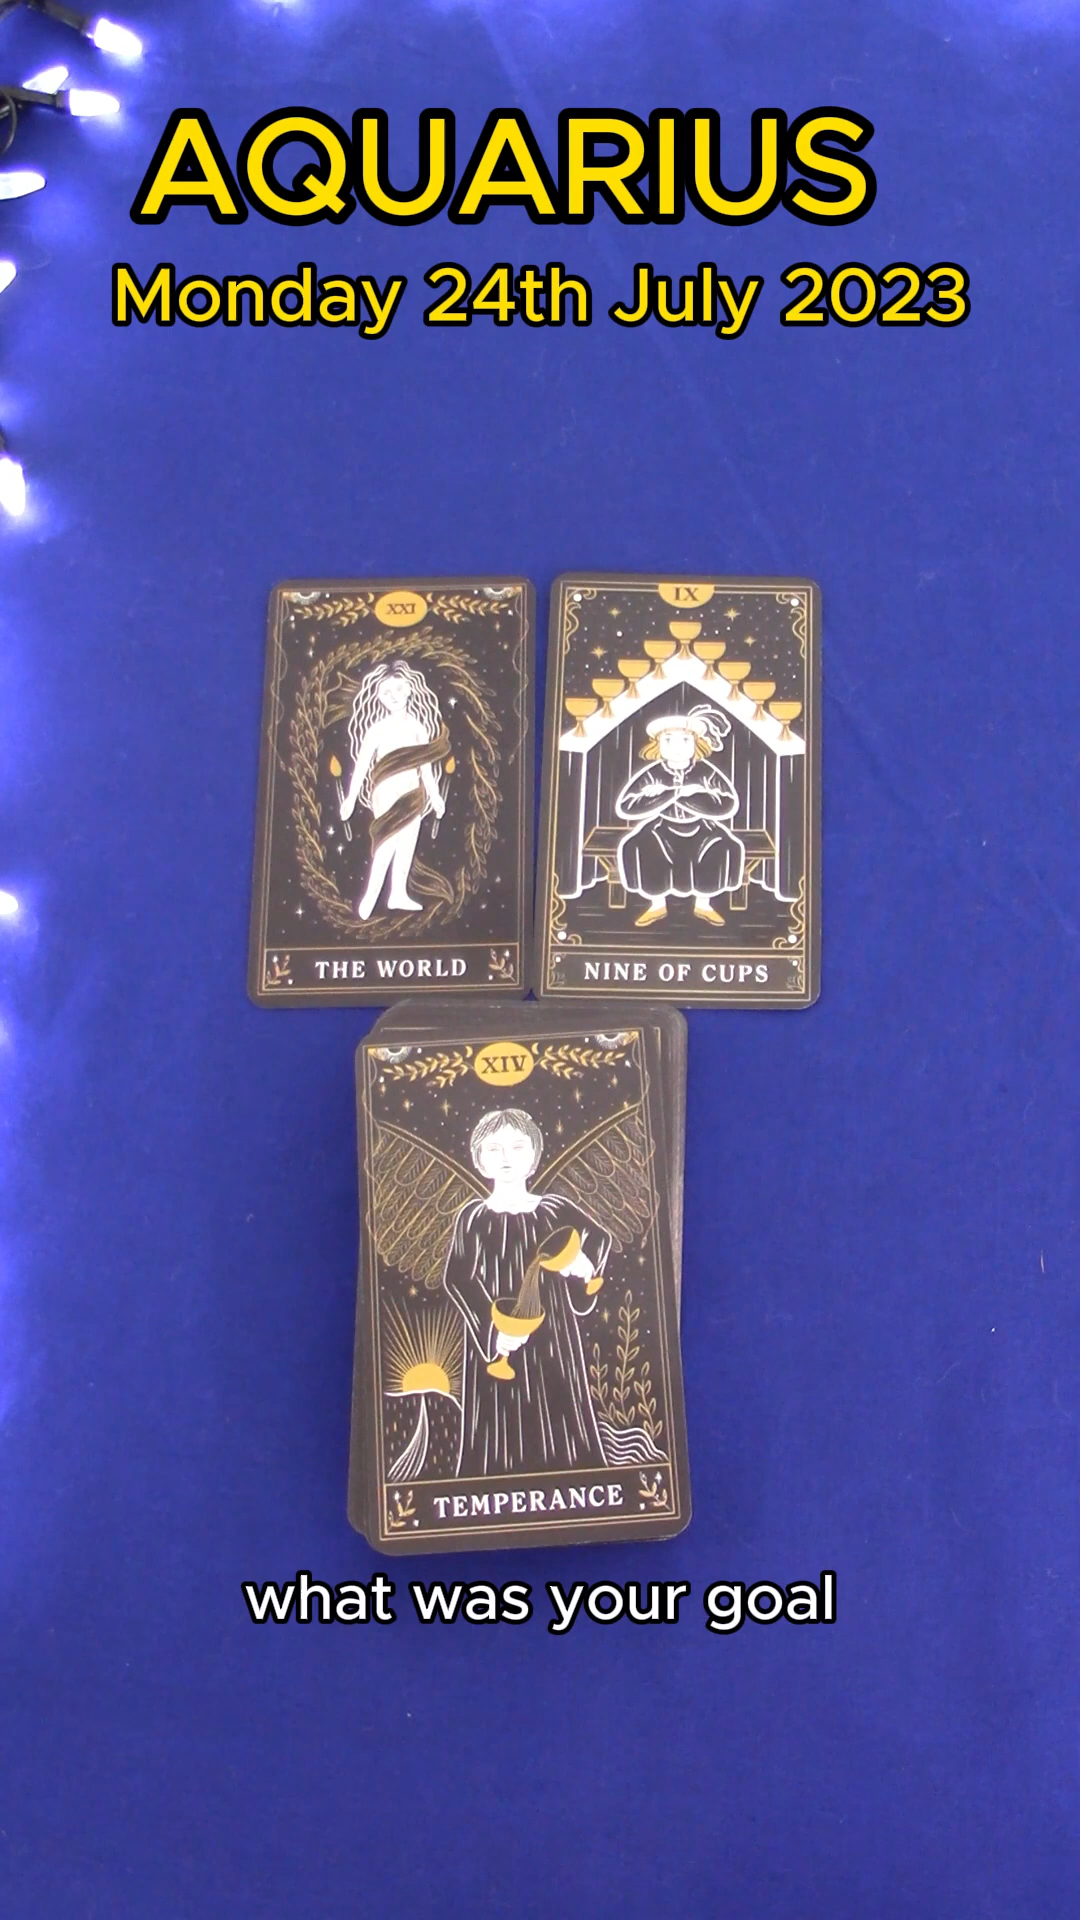 AQUARIUS
Monday 24th July 2023
XXI
IX
THE WORLD
NINE OF CUPS
XIV
TEMPERANCE
what was your goal